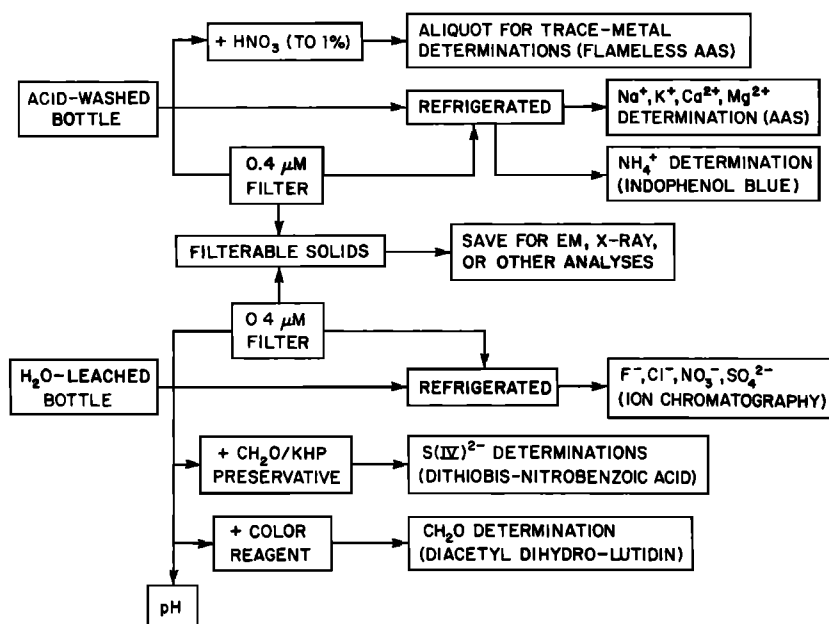 + HNO₃ (TO 1%)
ALIQUOT FOR TRACE-METAL
DETERMINATIONS (FLAMELESS AAS)
ACID-WASHED
BOTTLE
REFRIGERATED
Na⁺, K⁺, Ca²⁺, Mg²⁺
DETERMINATION (AAS)
0.4 µM
FILTER
NH₄⁺ DETERMINATION
(INDOPHENOL BLUE)
FILTERABLE SOLIDS
SAVE FOR EM, X-RAY,
OR OTHER ANALYSES
0 4 µM
FILTER
H₂O-LEACHED
BOTTLE
REFRIGERATED
F⁻, Cl⁻, NO₃⁻, SO₄²⁻
(ION CHROMATOGRAPHY)
+ CH₂O/KHP
PRESERVATIVE
S(IV)²⁻ DETERMINATIONS
(DITHIOBIS-NITROBENZOIC ACID)
+ COLOR
REAGENT
CH₂O DETERMINATION
(DIACETYL DIHYDRO-LUTIDIN)
pH